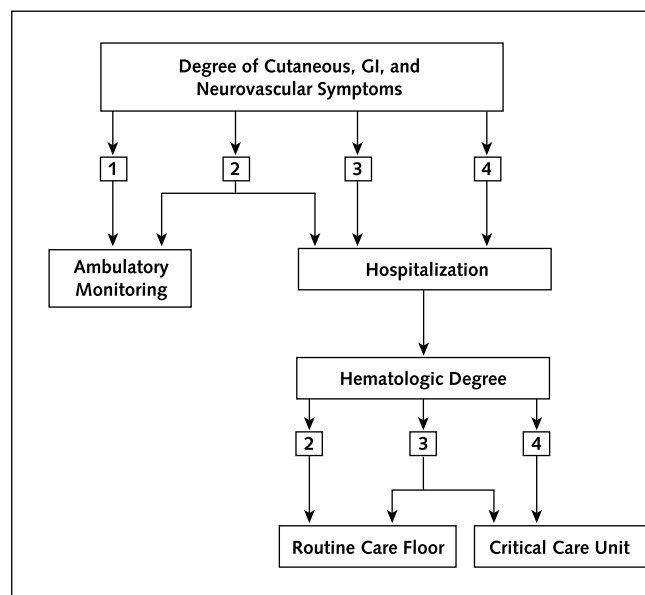 Degree of Cutaneous, GI, and
Neurovascular Symptoms
1
2
3
4
Ambulatory
Monitoring
Hospitalization
Hematologic Degree
2
3
4
Routine Care Floor
Critical Care Unit